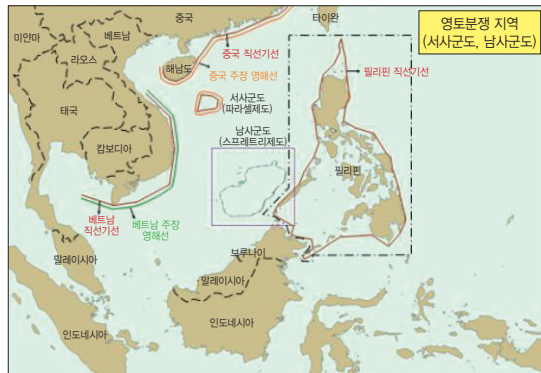 영토분쟁 지역
(서사군도, 남사군도)
중국
타이완
미얀마
베트남
라오스
중국 직선기선
해남도
중국 주장 영해선
필리핀 직선기선
서사군도
(파라셀제도)
태국
남사군도
(스프레트리제도)
캄보디아
필리핀
베트남
직선기선
베트남 주장
영해선
브루나이
말레이시아
말레이시아
인도네시아
인도네시아